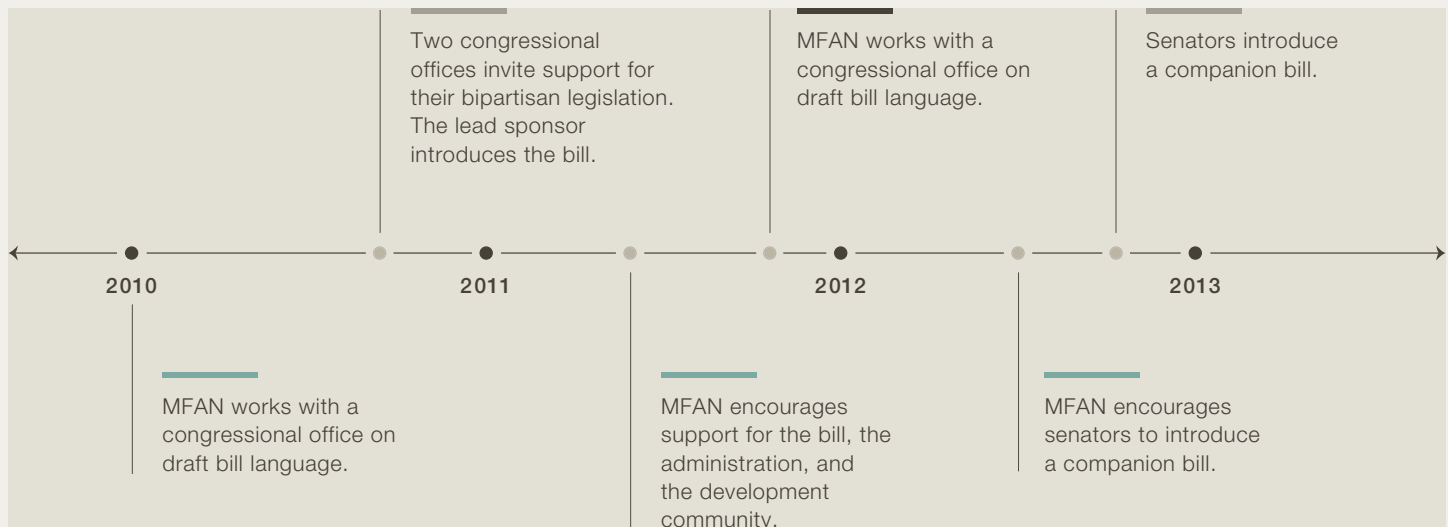 Two congressional
offices invite support for
their bipartisan legislation.
The lead sponsor
introduces the bill.
MFAN works with a
congressional office on
draft bill language.
Senators introduce
a companion bill.
2010
2011
2012
2013
MFAN works with a
congressional office on
draft bill language.
MFAN encourages
support for the bill, the
administration, and
the development
community.
MFAN encourages
senators to introduce
a companion bill.